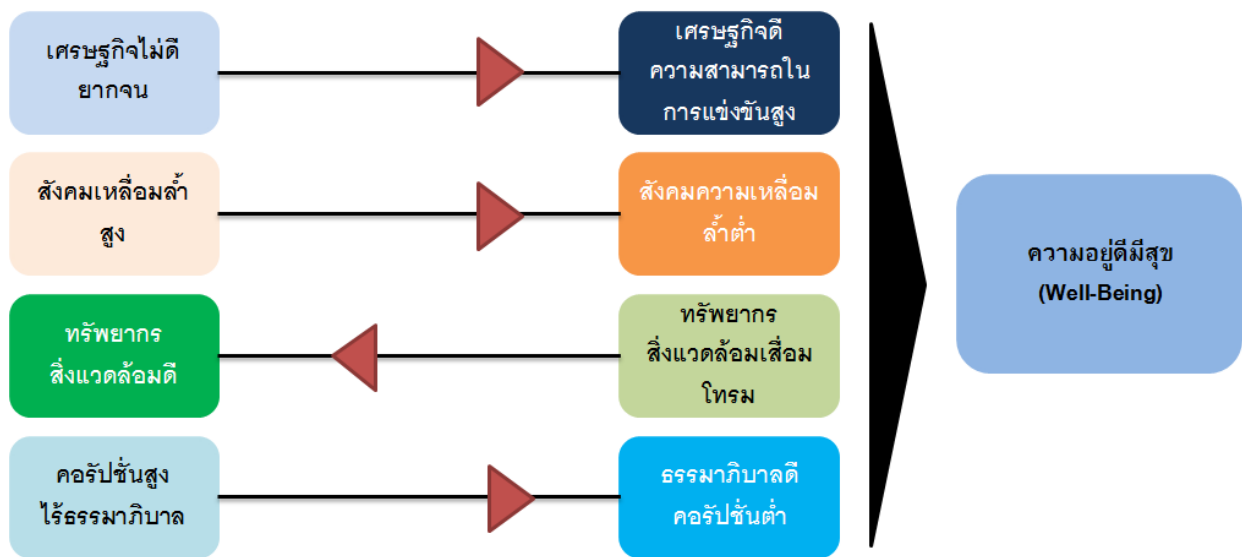 เศรษฐกิจไม่ดี
ยากจน
เศรษฐกิจดี
ความสามารถใน
การแข่งขันสูง
สังคมเหลื่อมล้ำ
สูง
สังคมความเหลื่อม
ล้ำต่ำ
ทรัพยากร
สิ่งแวดล้อมดี
ทรัพยากร
สิ่งแวดล้อมเสื่อม
โทรม
คอรัปชั่นสูง
ไร้ธรรมาภิบาล
ธรรมาภิบาลดี
คอรัปชั่นต่ำ
ความอยู่ดีมีสุข
(Well-Being)